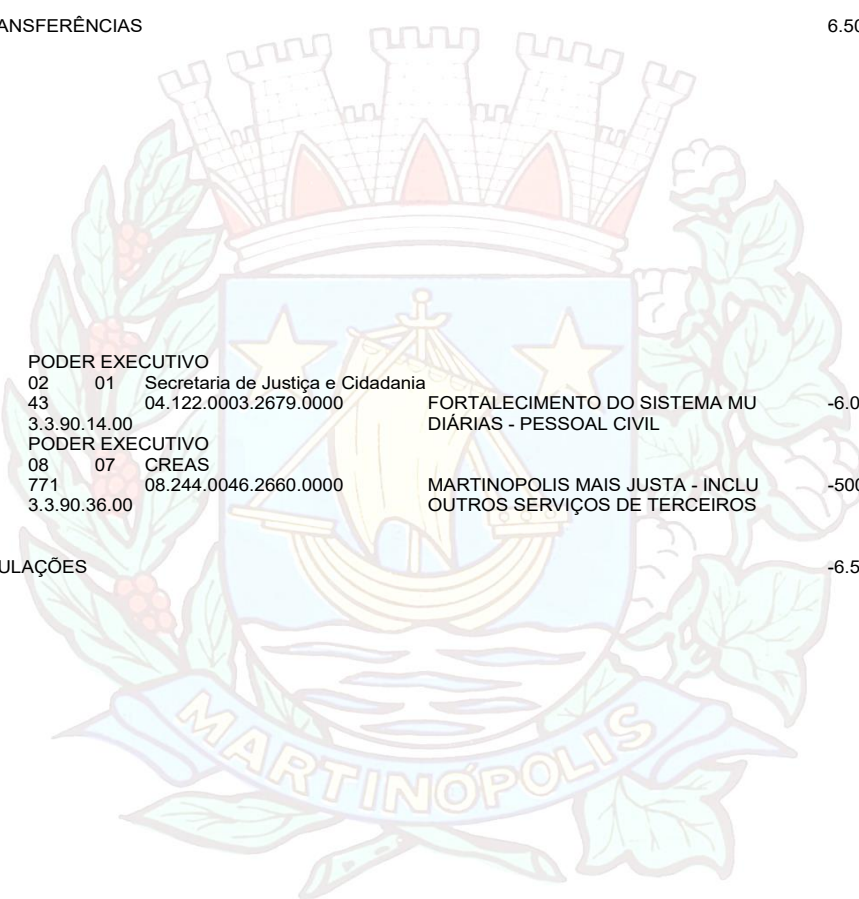 ANSFERÊNCIAS 6.50
PODER EXECUTIVO
02 01 Secretaria de Justiça e Cidadania
43 04.122.0003.2679.0000 FORTALECIMENTO DO SISTEMA MU -6.0
3.3.90.14.00 DIÁRIAS - PESSOAL CIVIL
PODER EXECUTIVO
08 07 CREAS
771 08.244.0046.2660.0000 MARTINOPOLIS MAIS JUSTA - INCLU -500
3.3.90.36.00 OUTROS SERVIÇOS DE TERCEIROS
ULAÇÕES -6.5
MARTINÓPOLIS